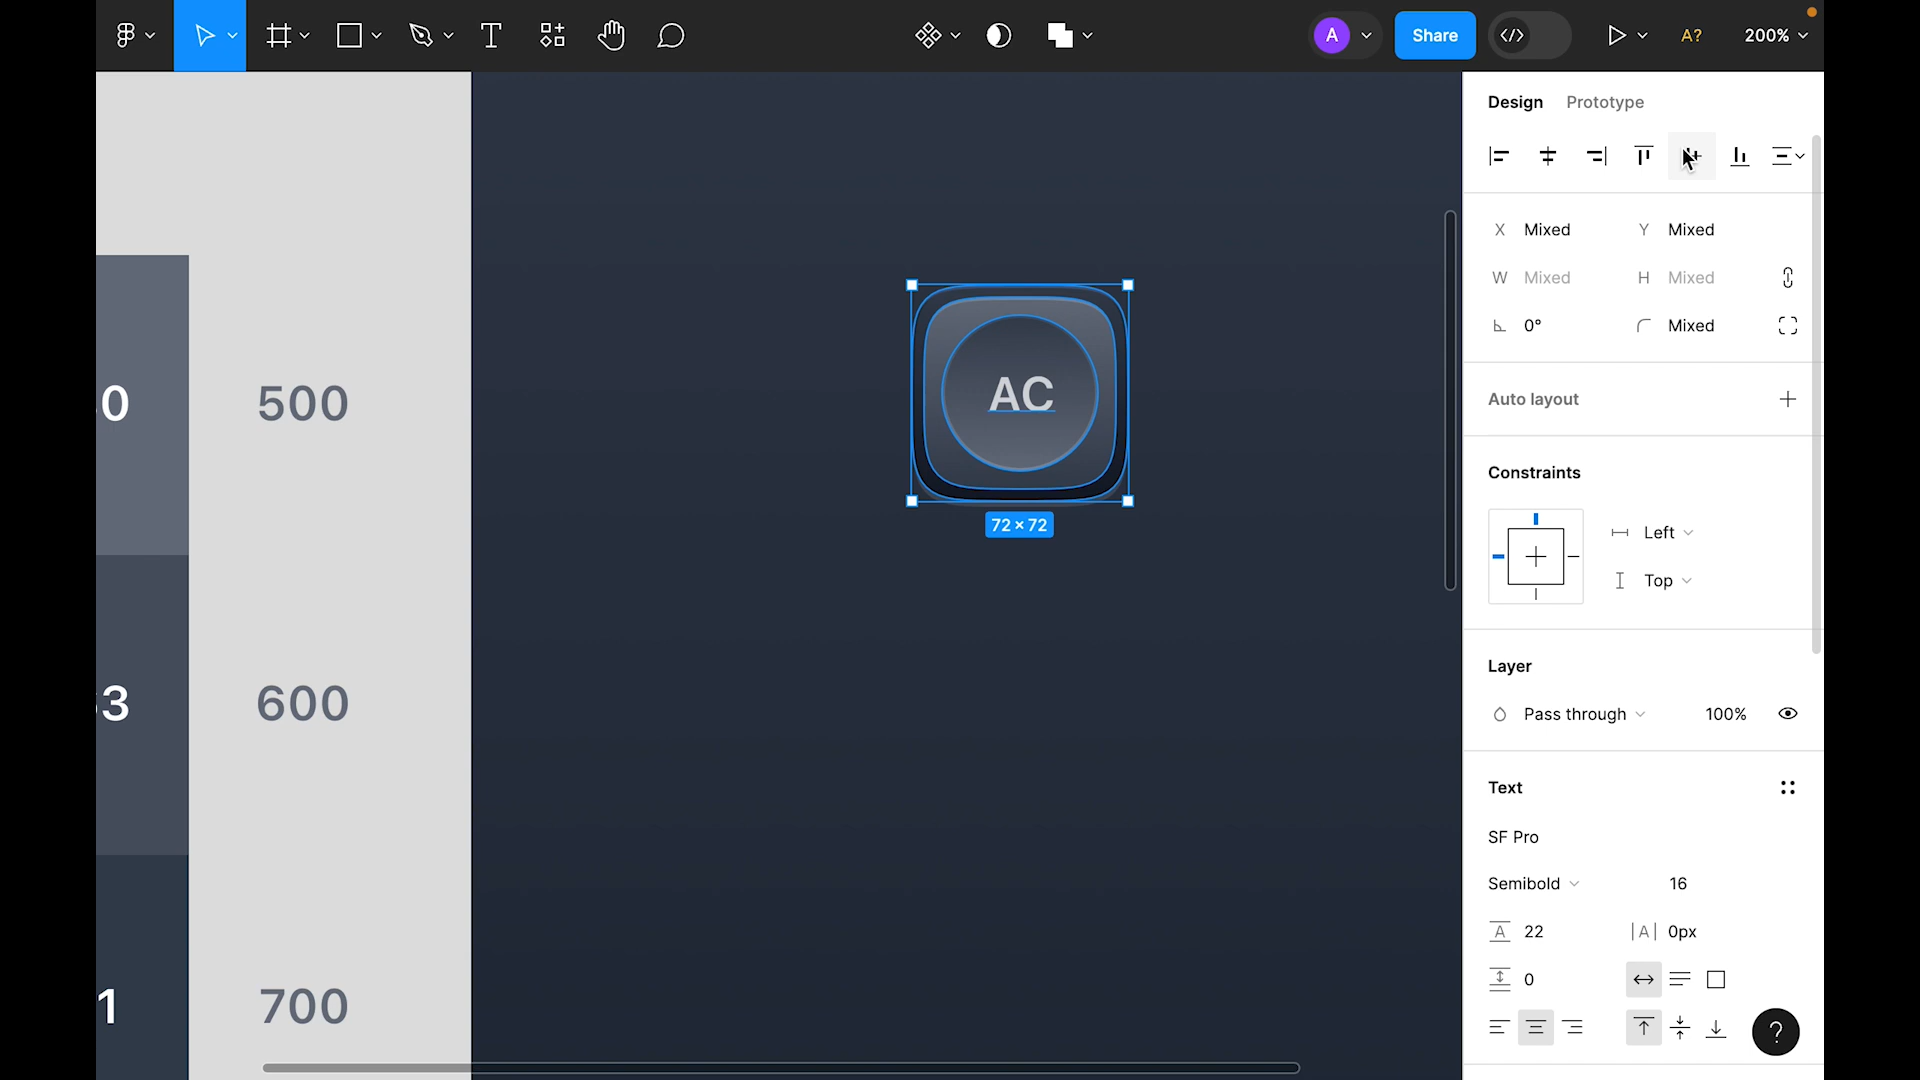 A
Share
A?
200%
Design
Prototype
X Mixed
Y Mixed
W Mixed
H Mixed
0°
Mixed
Auto layout
Constraints
Left
Top
Layer
Pass through
100%
Text
SF Pro
Semibold
16
A 22
|A| 0px
0
?
0
500
3
600
1
700
AC
72 × 72